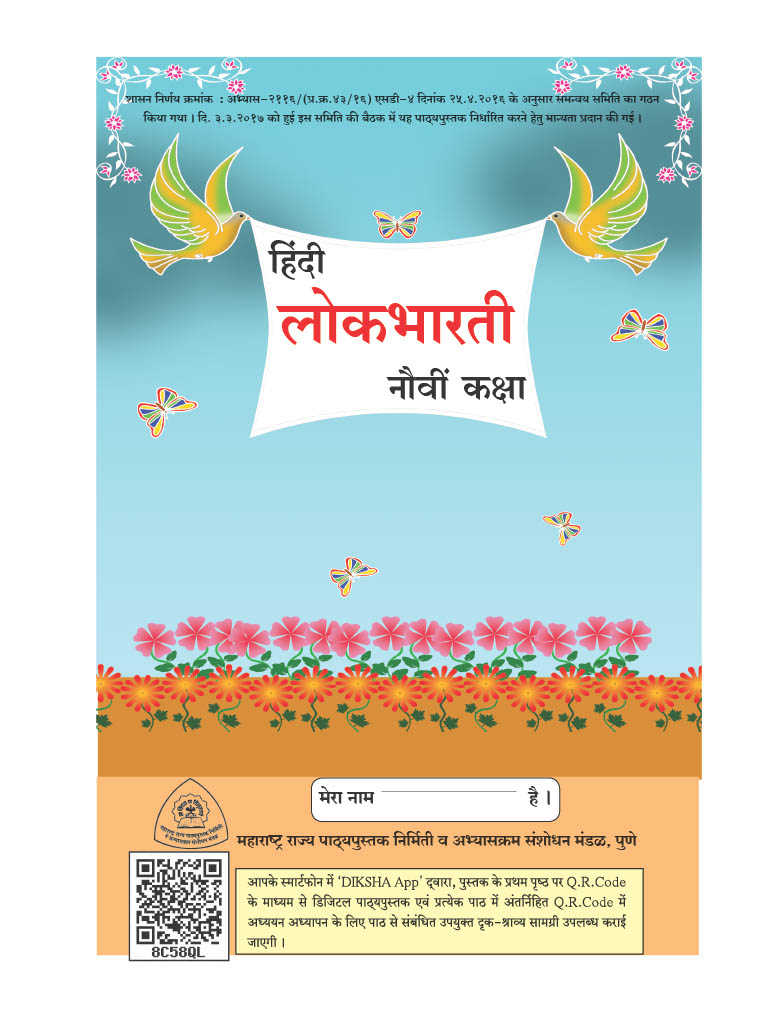 शासन निर्णय क्रमांक : अभ्यास-२११६/(प्र.क्र.४३/१६) एसडी-४ दिनांक २५.४.२०१६ के अनुसार समन्वय समिति का गठन
किया गया । दि. ३.३.२०१७ को हुई इस समिति की बैठक में यह पाठ्यपुस्तक निर्धारित करने हेतु मान्यता प्रदान की गई ।
हिंदी
लोकभारती
नौवीं कक्षा
मेरा नाम ____________ है ।
महाराष्ट्र राज्य पाठ्यपुस्तक निर्मिती व अभ्यासक्रम संशोधन मंडळ, पुणे
आपके स्मार्टफोन में ‘DIKSHA App’ द्वारा, पुस्तक के प्रथम पृष्ठ पर Q.R.Code
के माध्यम से डिजिटल पाठ्यपुस्तक एवं प्रत्येक पाठ में अंतर्निहित Q.R.Code में
अध्ययन अध्यापन के लिए पाठ से संबंधित उपयुक्त दृक-श्राव्य सामग्री उपलब्ध कराई
जाएगी ।
8C58QL